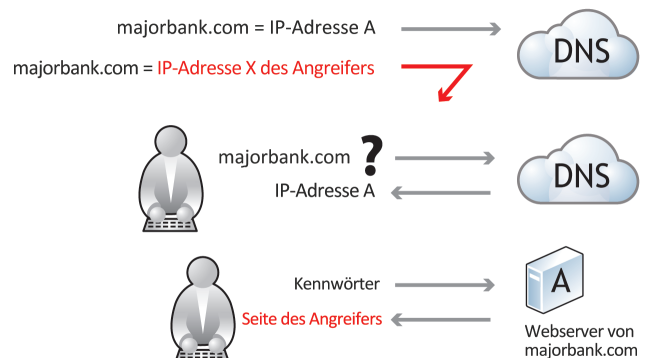 majorbank.com = IP-Adresse A
DNS
majorbank.com = IP-Adresse X des Angreifers
majorbank.com ?
DNS
IP-Adresse A
Kennwörter
A
Seite des Angreifers
Webserver von
majorbank.com